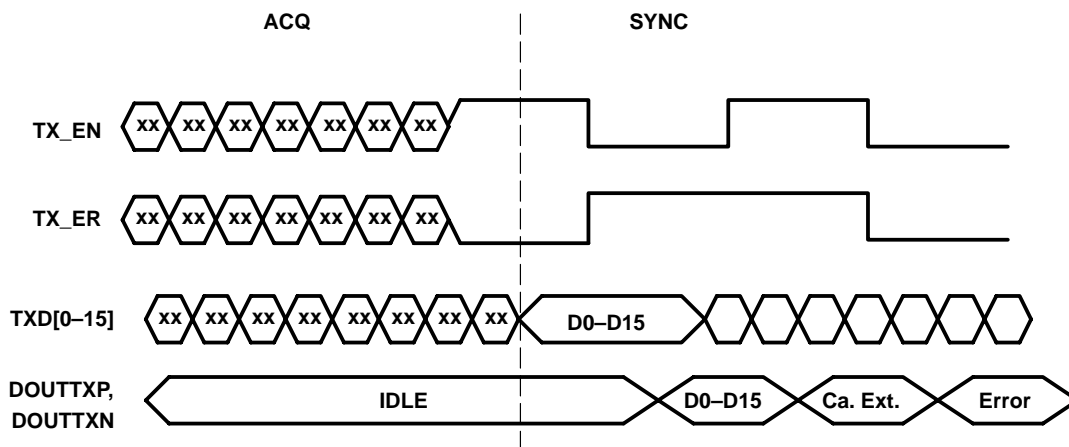 ACQ SYNC
TX_EN xx xx xx xx xx xx xx
TX_ER xx xx xx xx xx xx xx
TXD[0–15] xx xx xx xx xx xx xx xx D0–D15
DOUTTXP,
DOUTTXN
IDLE D0–D15 Ca. Ext. Error